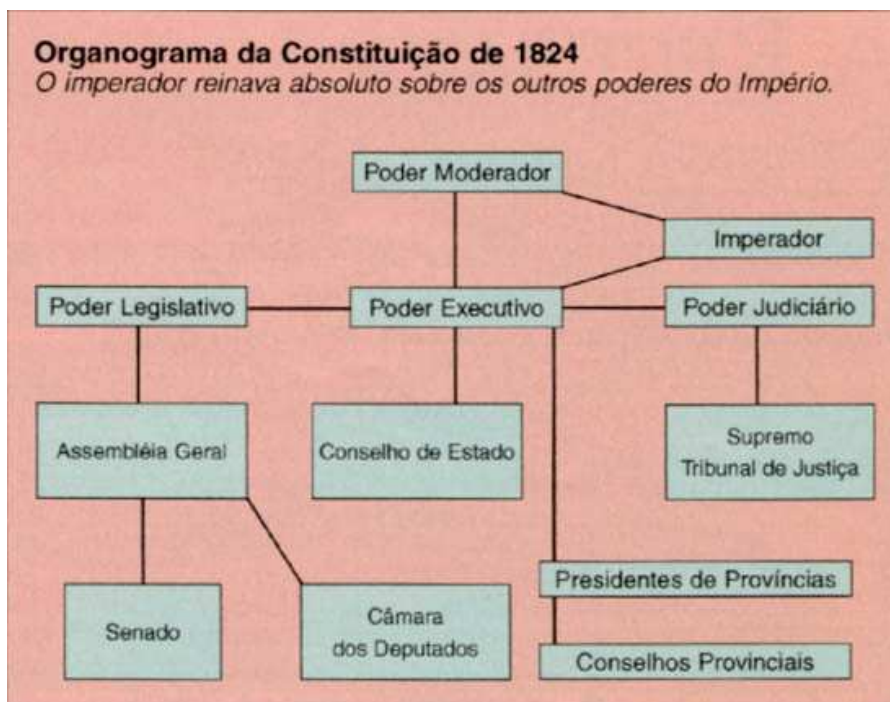 Organograma da Constituição de 1824
O imperador reinava absoluto sobre os outros poderes do Império.
Poder Moderador
Imperador
Poder Legislativo
Poder Executivo
Poder Judiciário
Assembléia Geral
Conselho de Estado
Supremo
Tribunal de Justiça
Presidentes de Províncias
Senado
Câmara
dos Deputados
Conselhos Provinciais